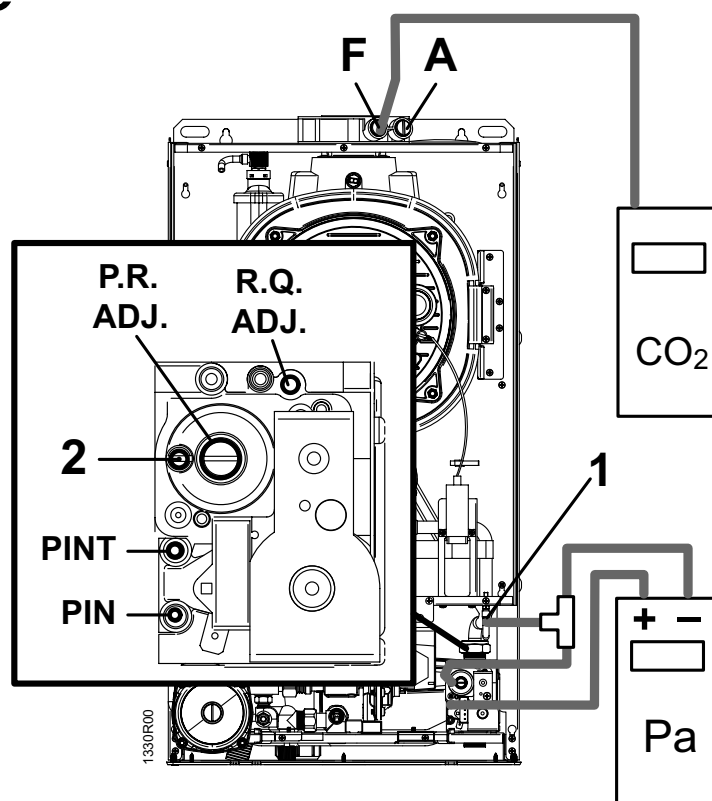 F A
P.R.
ADJ.
R.Q.
ADJ.
CO2
2
1
PINT
PIN
+ −
Pa
1330R00